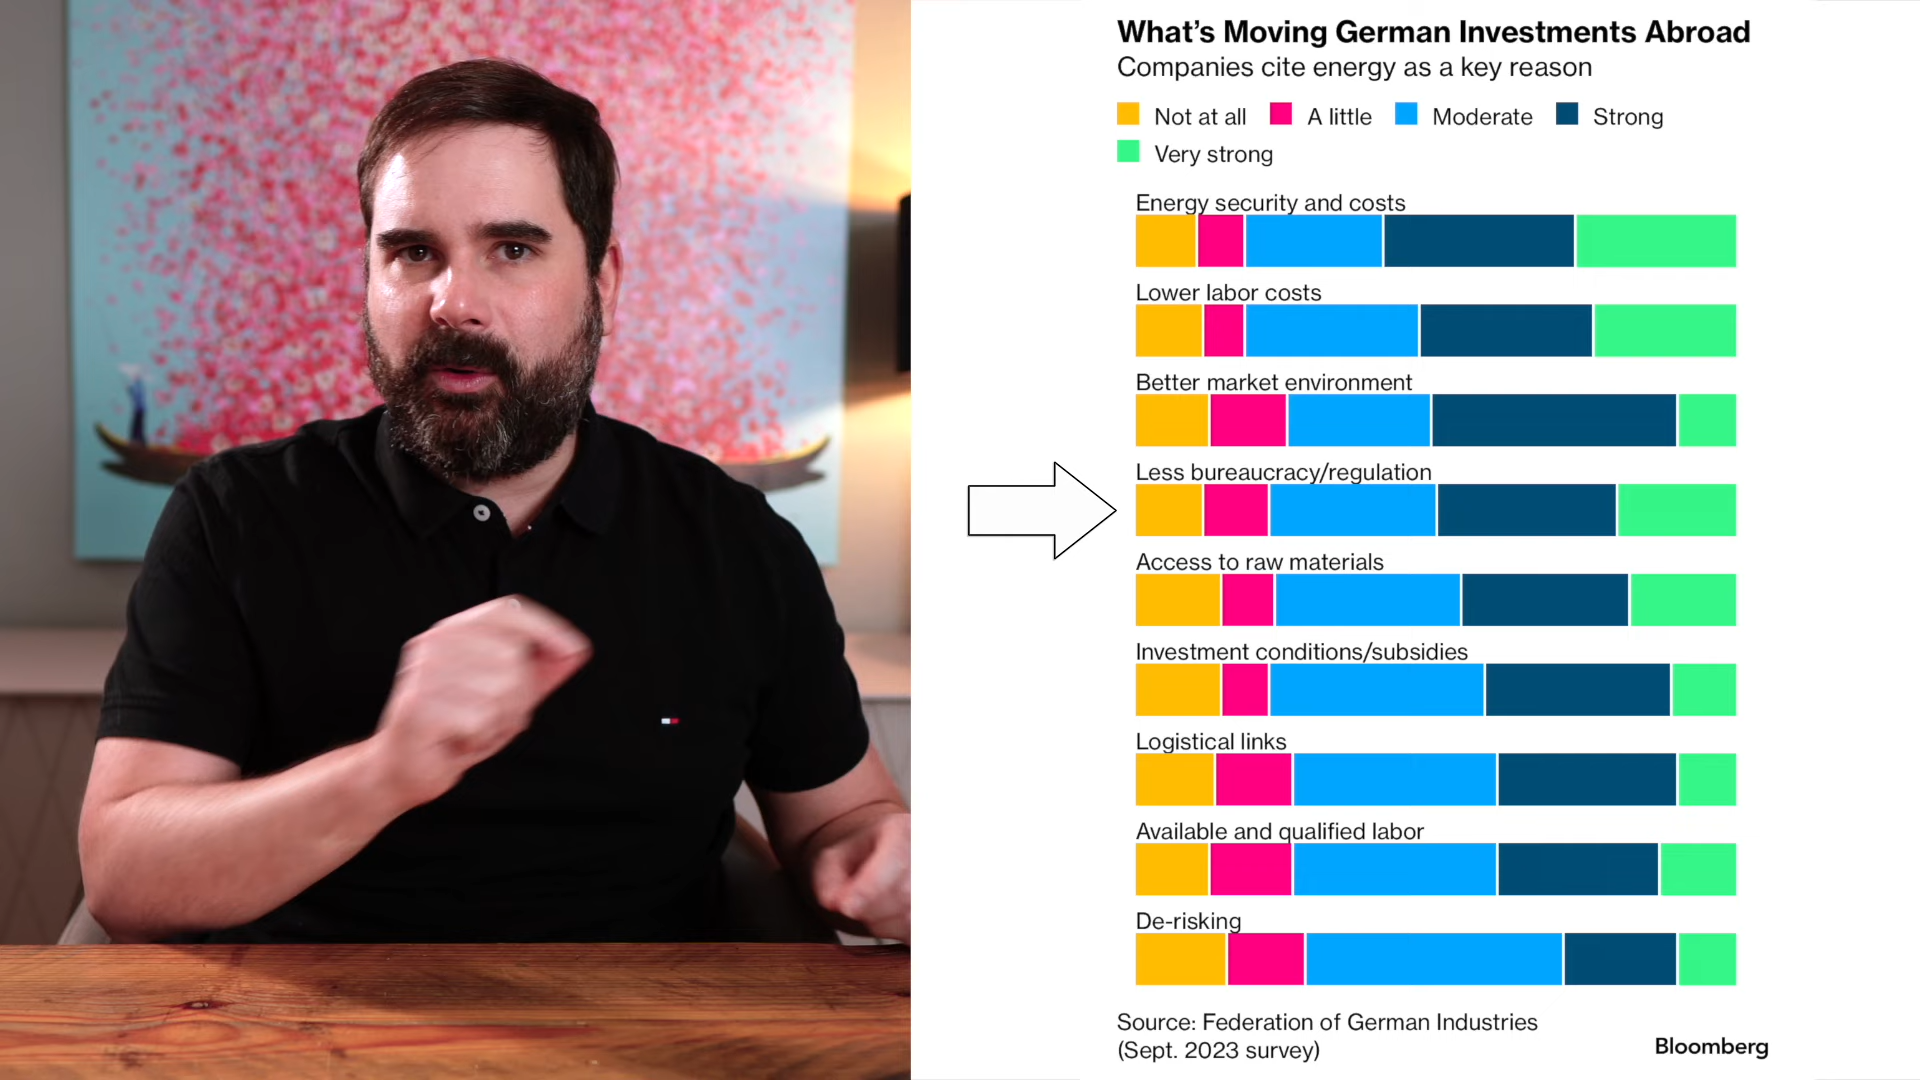 What's Moving German Investments Abroad
Companies cite energy as a key reason
Not at all A little Moderate Strong
Very strong
Energy security and costs
Lower labor costs
Better market environment
Less bureaucracy/regulation
Access to raw materials
Investment conditions/subsidies
Logistical links
Available and qualified labor
De-risking
Source: Federation of German Industries
(Sept. 2023 survey)
Bloomberg